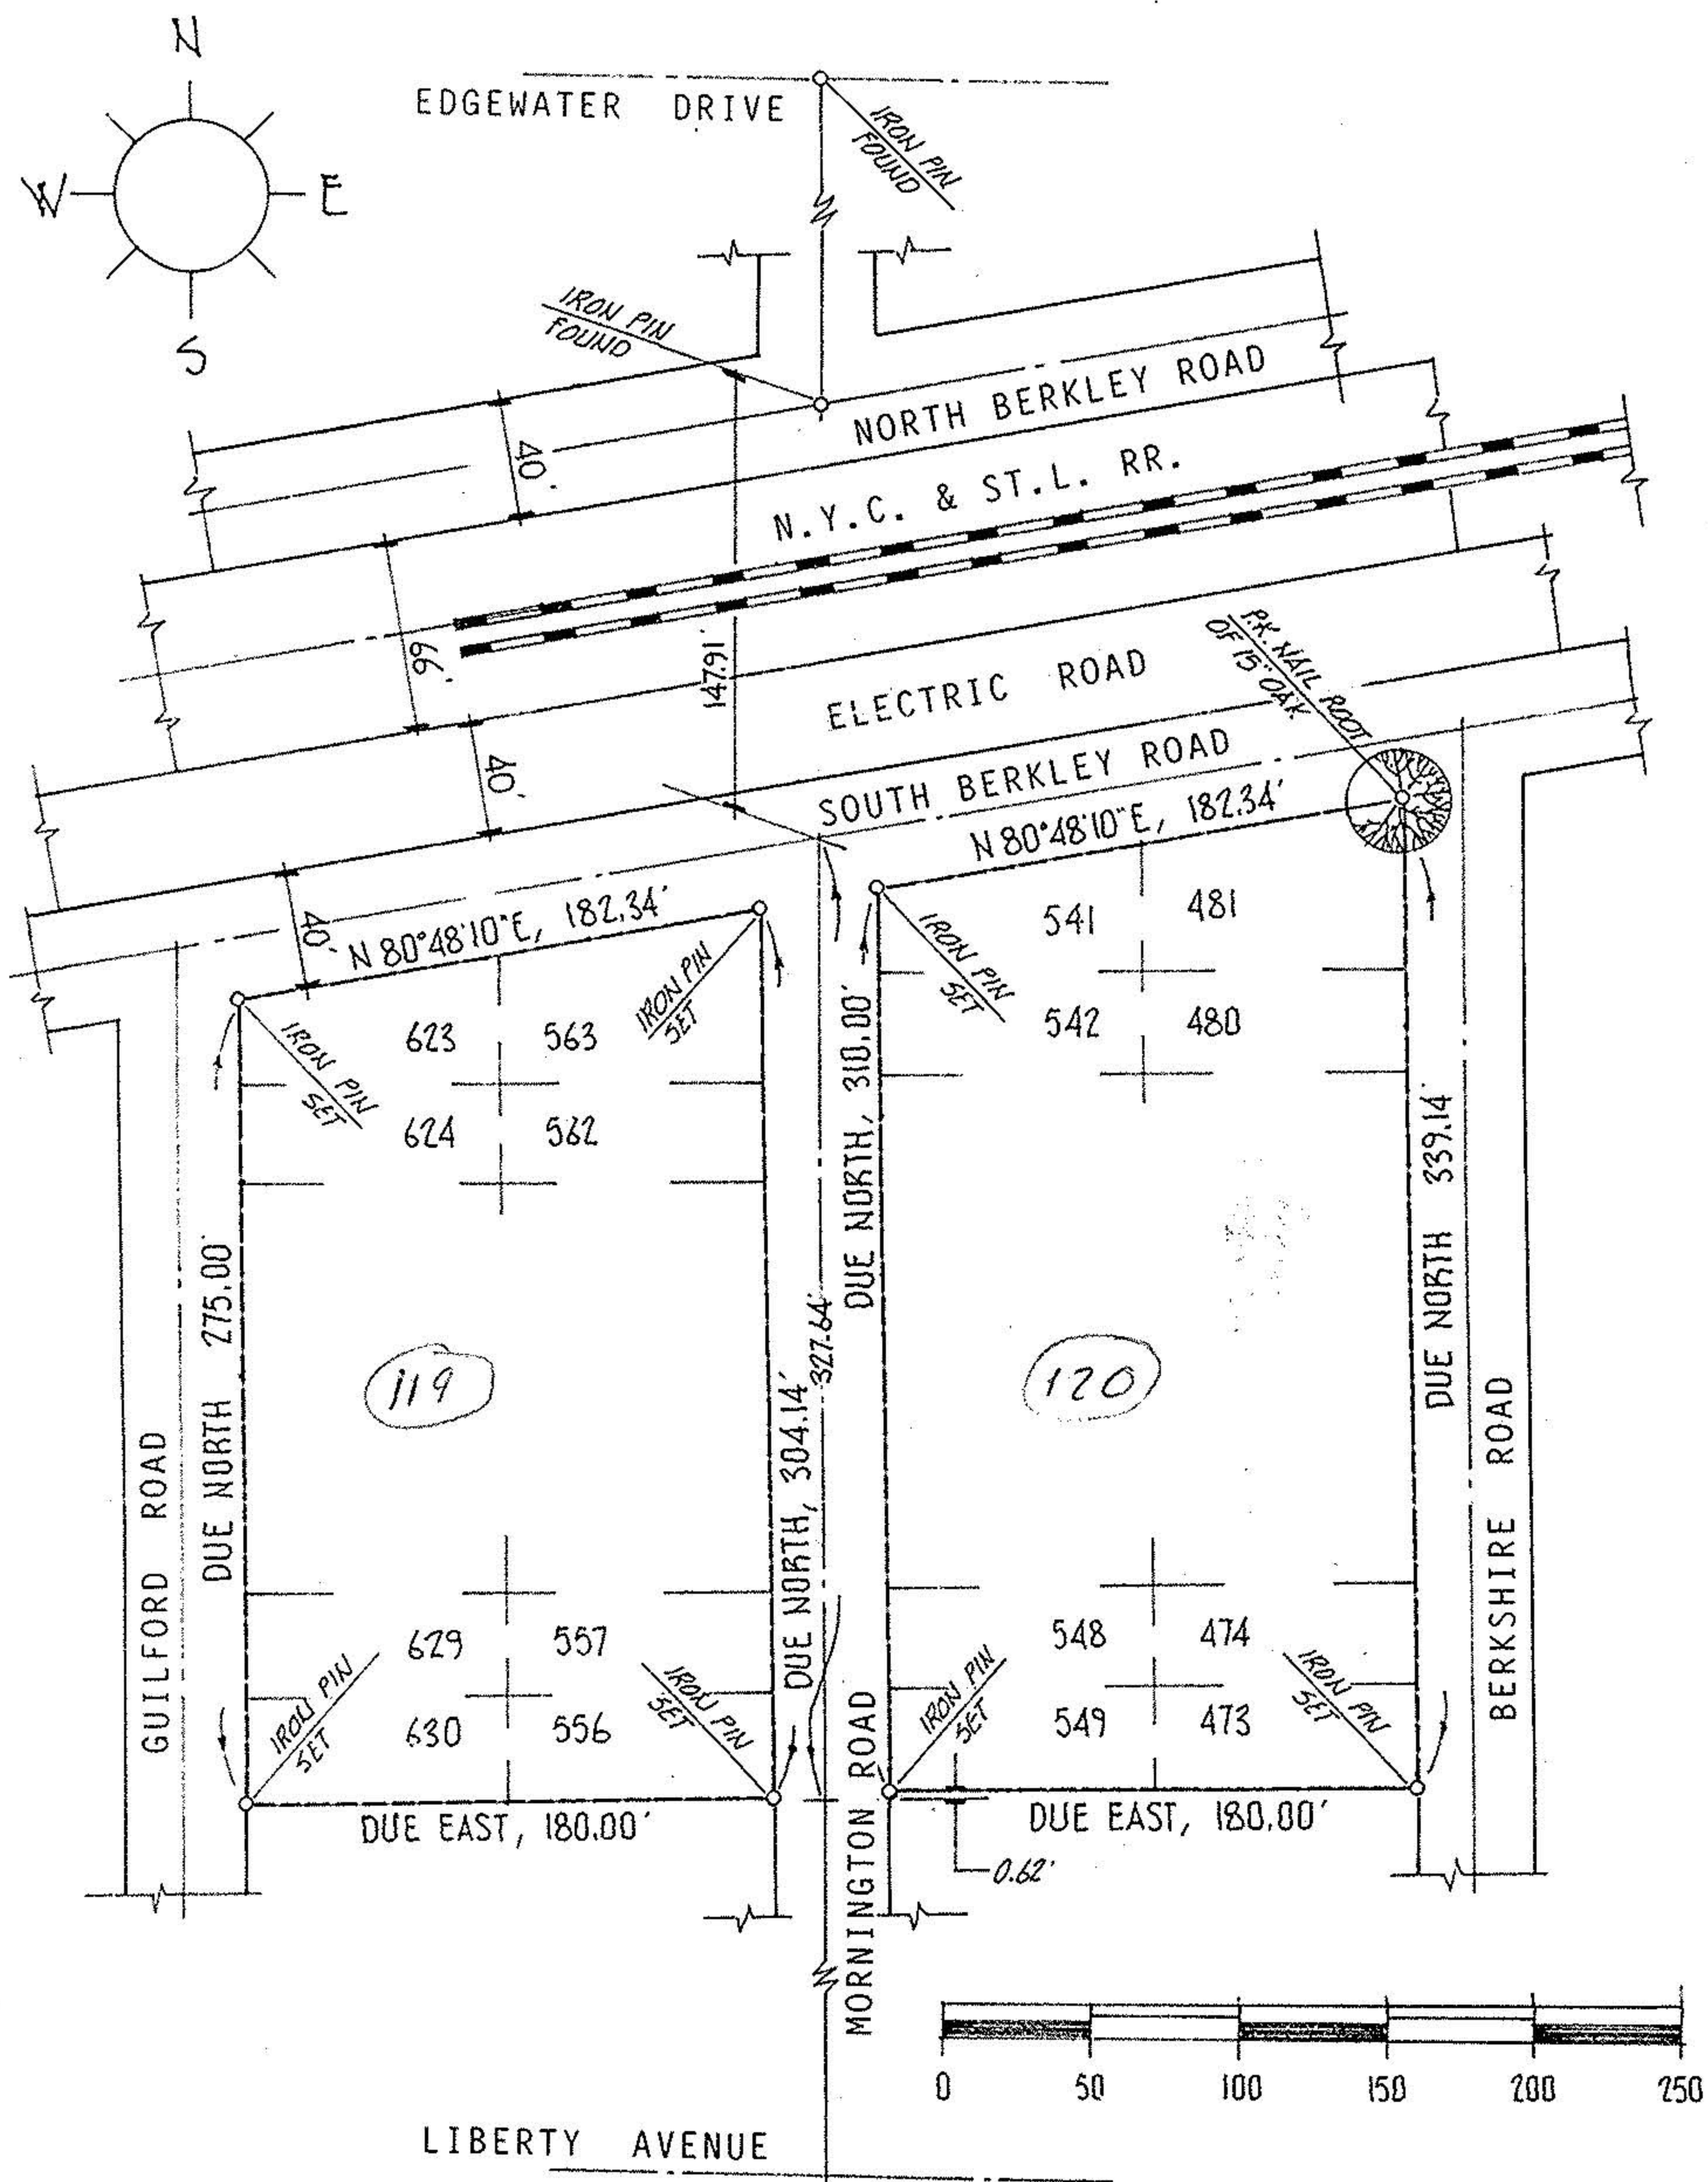 N
W
E
S
EDGEWATER DRIVE
IRON PIN
FOUND
IRON PIN
FOUND
NORTH BERKLEY ROAD
40'
N.Y.C. & ST.L. RR.
66'
147.91'
ELECTRIC ROAD
P.K. NAIL ROOT
OF 15" OAK
40'
SOUTH BERKLEY ROAD
N 80°48'10"E, 182.34'
40'
N 80°48'10"E, 182.34'
541
481
IRON PIN
SET
IRON PIN
SET
IRON PIN
SET
623
563
542
480
624
562
DUE NORTH 275.00'
DUE NORTH, 304.14'
327.64'
DUE NORTH, 310.00'
DUE NORTH 339.14'
119
120
GUILFORD ROAD
BERKSHIRE ROAD
629
557
548
474
IRON PIN
SET
IRON PIN
SET
IRON PIN
SET
IRON PIN
SET
630
556
549
473
DUE EAST, 180.00'
DUE EAST, 180.00'
0.62'
MORNINGTON ROAD
0
50
100
150
200
250
LIBERTY AVENUE